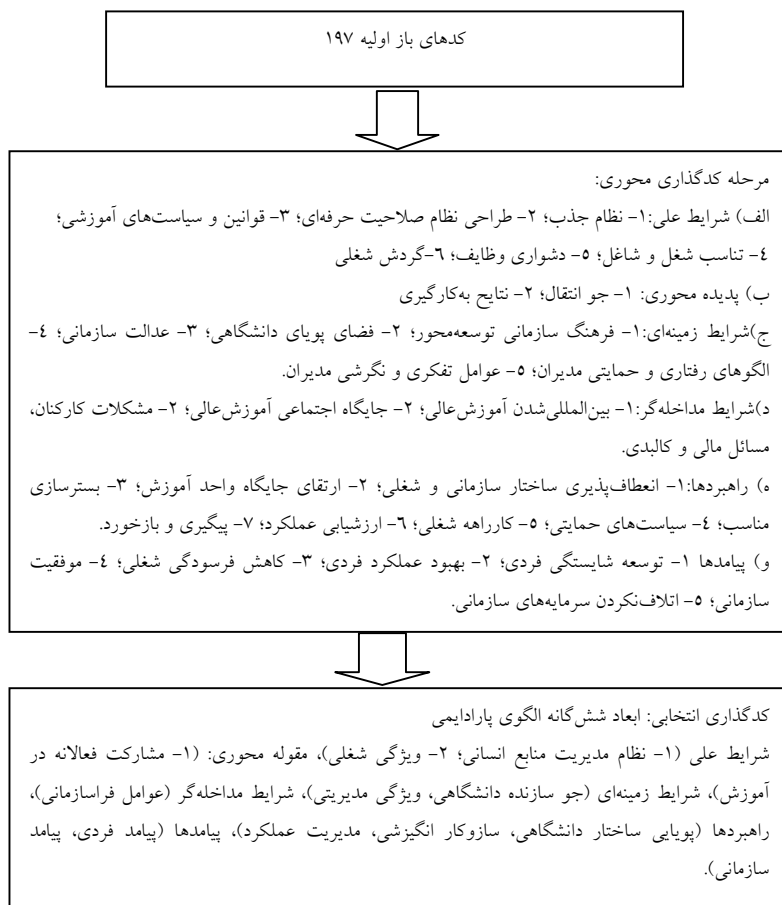 کدهای باز اولیه ۱۹۷
مرحله کدگذاری محوری:
الف) شرایط علی:۱- نظام جذب؛ ۲- طراحی نظام صلاحیت حرفه‌ای؛ ۳- قوانین و سیاست‌های آموزشی؛
٤- تناسب شغل و شاغل؛ ٥- دشواری وظایف؛ ٦-گردش شغلی
ب) پدیده محوری: ۱- جو انتقال؛ ۲- نتایج به‌کارگیری
ج)شرایط زمینه‌ای:۱- فرهنگ سازمانی توسعه‌محور؛ ۲- فضای پویای دانشگاهی؛ ۳- عدالت سازمانی؛ ٤-
الگوهای رفتاری و حمایتی مدیران؛ ٥- عوامل تفکری و نگرشی مدیران.
د)شرایط مداخله‌گر:۱- بین‌المللی‌شدن آموزش‌عالی؛ ۲- جایگاه اجتماعی آموزش‌عالی؛ ۲- مشکلات کارکنان،
مسائل مالی و کالبدی.
ه) راهبردها:۱- انعطاف‌پذیری ساختار سازمانی و شغلی؛ ۲- ارتقای جایگاه واحد آموزش؛ ۳- بسترسازی
مناسب؛ ٤- سیاست‌های حمایتی؛ ٥- کارراهه شغلی؛ ٦- ارزشیابی عملکرد؛ ۷- پیگیری و بازخورد.
و) پیامدها ۱- توسعه شایستگی فردی؛ ۲- بهبود عملکرد فردی؛ ۳- کاهش فرسودگی شغلی؛ ٤- موفقیت
سازمانی؛ ٥- اتلاف‌نکردن سرمایه‌های سازمانی.
کدگذاری انتخابی: ابعاد شش‌گانه الگوی پارادایمی
شرایط علی (۱- نظام مدیریت منابع انسانی؛ ۲- ویژگی شغلی)، مقوله محوری: (۱- مشارکت فعالانه در
آموزش)، شرایط زمینه‌ای (جو سازنده دانشگاهی، ویژگی مدیریتی)، شرایط مداخله‌گر (عوامل فراسازمانی)،
راهبردها (پویایی ساختار دانشگاهی، سازوکار انگیزشی، مدیریت عملکرد)، پیامدها (پیامد فردی، پیامد
سازمانی).